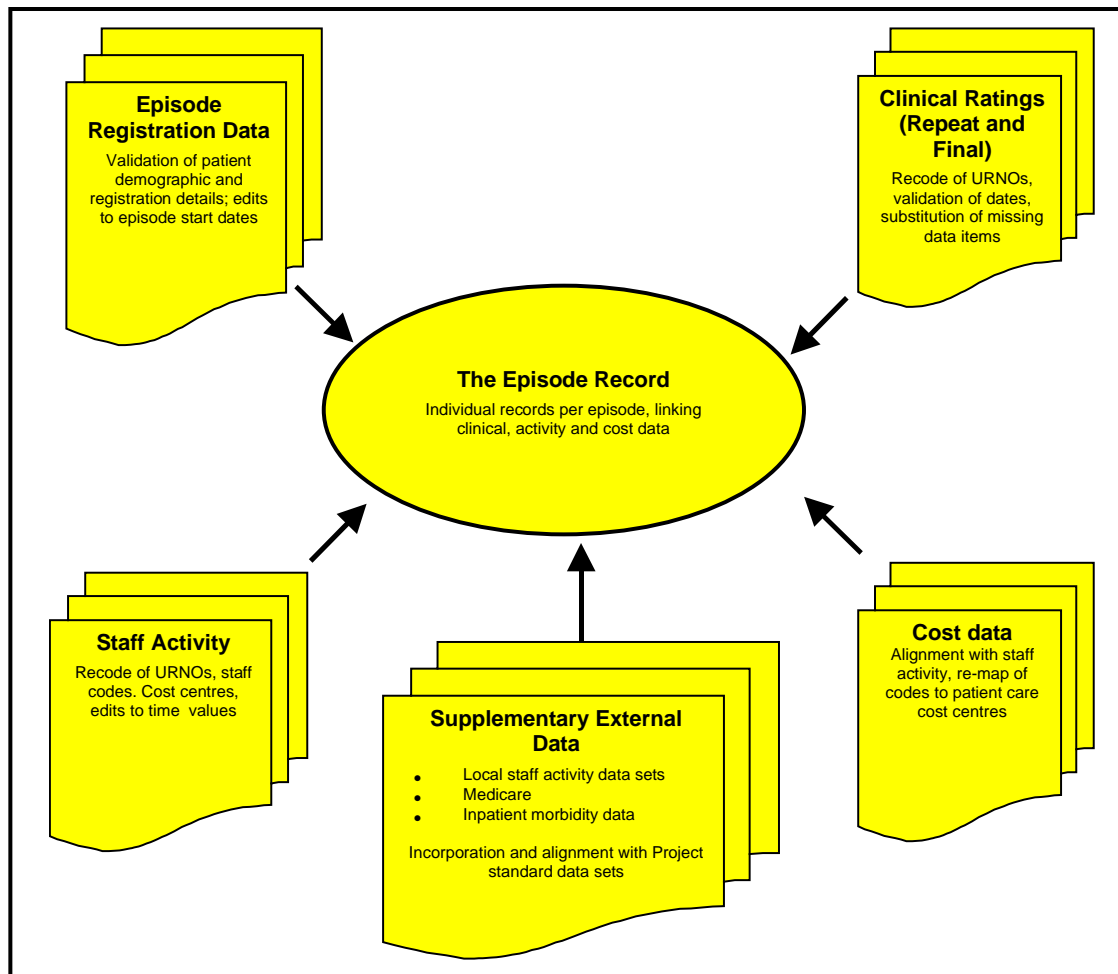 Episode
Registration Data
Validation of patient
demographic and
registration details; edits
to episode start dates
Clinical Ratings
(Repeat and
Final)
Recode of URNOs,
validation of dates,
substitution of missing
data items
The Episode Record
Individual records per episode, linking
clinical, activity and cost data
Staff Activity
Recode of URNOs, staff
codes. Cost centres,
edits to time values
Supplementary External
Data
• Local staff activity data sets
• Medicare
• Inpatient morbidity data
Incorporation and alignment with Project
standard data sets
Cost data
Alignment with staff
activity, re-map of
codes to patient care
cost centres